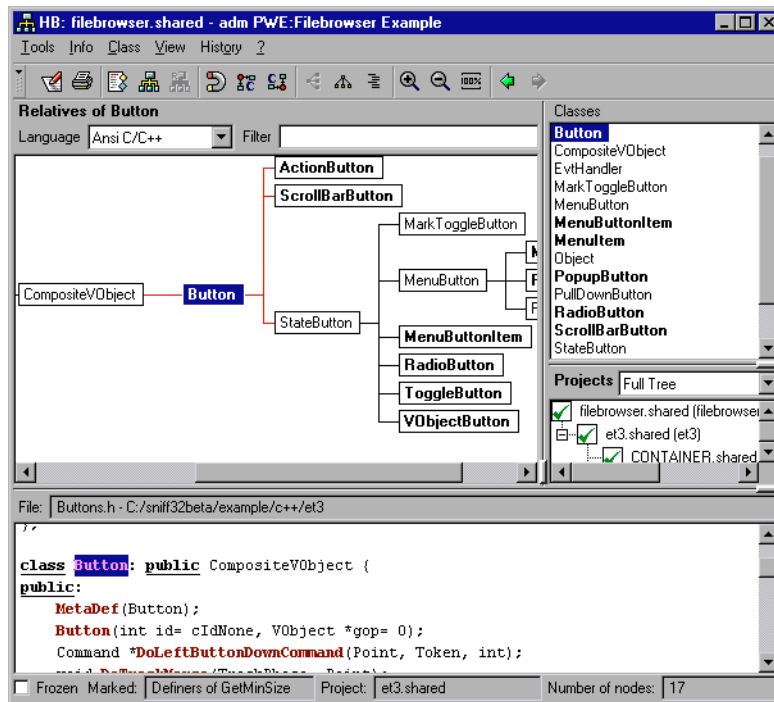 HB: filebrowser.shared - adm PWE:Filebrowser Example
Tools Info Class View History ?
100%
Relatives of Button
Language Ansi C/C++ Filter
ActionButton
ScrollBarButton
MarkToggleButton
MenuButton
CompositeVObject Button
StateButton
MenuButtonItem
RadioButton
ToggleButton
VObjectButton
Classes
Button
CompositeVObject
EvtHandler
MarkToggleButton
MenuButton
MenuButtonItem
MenuItem
Object
PopupButton
PullDownButton
RadioButton
ScrollBarButton
StateButton
Projects Full Tree
filebrowser.shared (filebrowser
et3.shared (et3)
CONTAINER.shared
File: Buttons.h - C:/sniff32beta/example/c++/et3
};
class Button: public CompositeVObject {
public:
MetaDef(Button);
Button(int id= cIdNone, VObject *gop= 0);
Command *DoLeftButtonDownCommand(Point, Token, int);
Frozen Marked: Definers of GetMinSize Project: et3.shared Number of nodes: 17